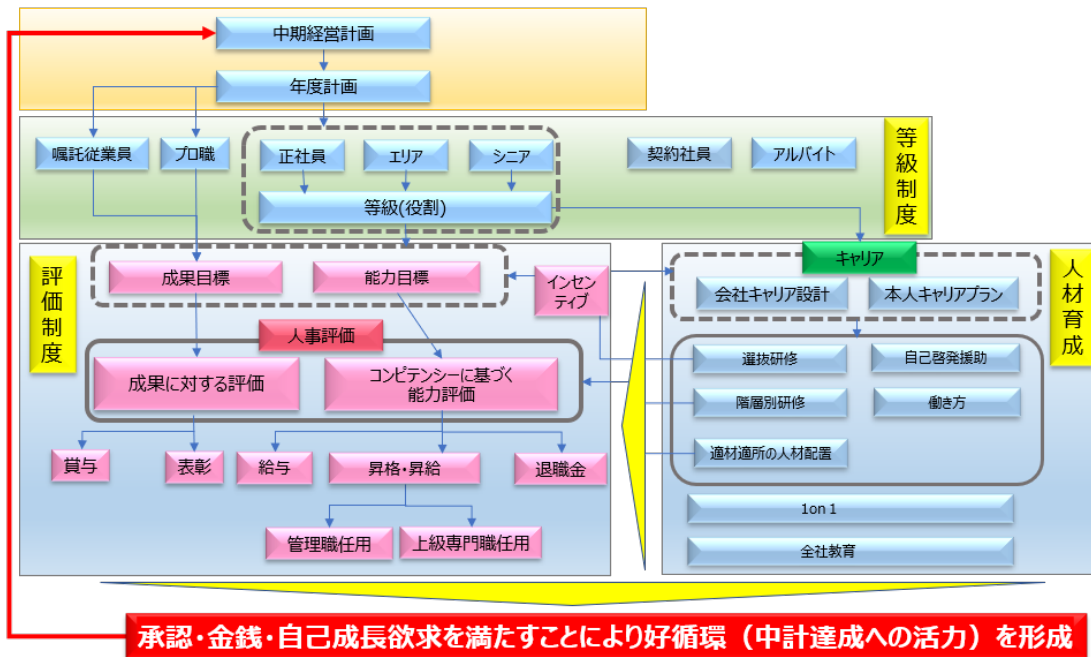 中期経営計画
年度計画
嘱託従業員
プロ職
正社員
エリア
シニア
契約社員
アルバイト
等級制度
等級(役割)
評価制度
成果目標
能力目標
インセン
ティブ
キャリア
会社キャリア設計
本人キャリアプラン
人材育成
人事評価
成果に対する評価
コンピテンシーに基づく
能力評価
選抜研修
自己啓発援助
階層別研修
働き方
適材適所の人材配置
賞与
表彰
給与
昇格・昇給
退職金
管理職任用
上級専門職任用
1on 1
全社教育
承認・金銭・自己成長欲求を満たすことにより好循環（中計達成への活力）を形成